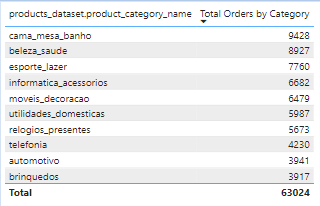 products_dataset.product_category_name Total Orders by Category
cama_mesa_banho 9428
beleza_saude 8927
esporte_lazer 7760
informatica_acessorios 6682
moveis_decoracao 6479
utilidades_domesticas 5987
relogios_presentes 5673
telefonia 4230
automotivo 3941
brinquedos 3917
Total 63024